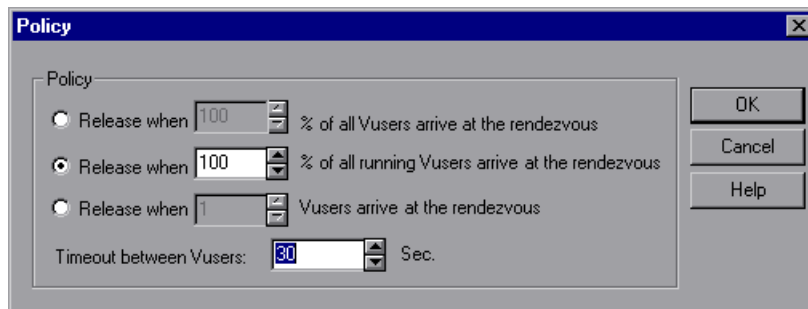 Policy
Policy
Release when 100 % of all Vusers arrive at the rendezvous
Release when 100 % of all running Vusers arrive at the rendezvous
Release when 1 Vusers arrive at the rendezvous
Timeout between Vusers: 30 Sec.
OK
Cancel
Help